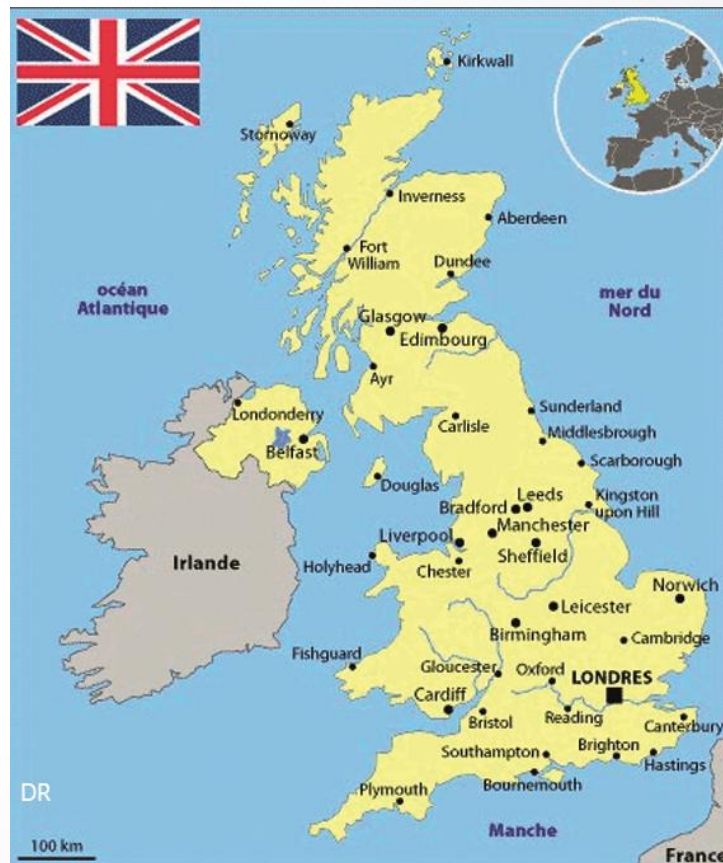 Kirkwall
Stornoway
Inverness
Aberdeen
Fort
William
Dundee
océan
Atlantique
mer du
Nord
Glasgow
Edimbourg
Ayr
Londonderry
Carlisle
Sunderland
Belfast
Middlesbrough
Scarborough
Douglas
Leeds
Bradford
Kingston
upon Hill
Manchester
Liverpool
Sheffield
Irlande
Holyhead
Chester
Norwich
Leicester
Birmingham
Cambridge
Fishguard
Gloucester
Oxford
LONDRES
Cardiff
Bristol
Reading
Canterbury
Southampton
Brighton
Hastings
Bournemouth
Plymouth
DR
Manche
100 km
France